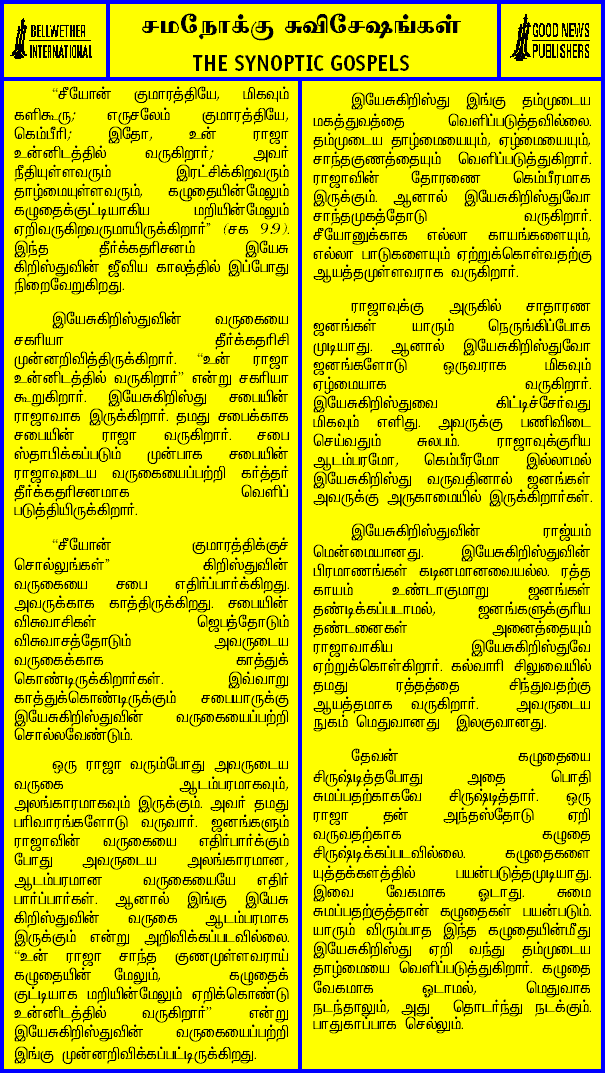 BELLWETHER
INTERNATIONAL
சமநோக்கு சுவிசேஷங்கள்
THE SYNOPTIC GOSPELS
GOOD NEWS
PUBLISHERS
“சீயோன் குமாரத்தியே, மிகவும்
களிகூரு; எருசலேம் குமாரத்தியே,
கெம்பீரி; இதோ, உன் ராஜா
உன்னிடத்தில் வருகிறார்; அவர்
நீதியுள்ளவரும் இரட்சிக்கிறவரும்
தாழ்மையுள்ளவரும், கழுதையின்மேலும்
கழுதைக்குட்டியாகிய மறியின்மேலும்
ஏறிவருகிறவருமாயிருக்கிறார்” (சக 9:9).
இந்த தீர்க்கதரிசனம் இயேசு
கிறிஸ்துவின் ஜீவிய காலத்தில் இப்போது
நிறைவேறுகிறது.
இயேசுகிறிஸ்துவின் வருகையை
சகரியா தீர்க்கதரிசி
முன்னறிவித்திருக்கிறார். “உன் ராஜா
உன்னிடத்தில் வருகிறார்” என்று சகரியா
கூறுகிறார். இயேசுகிறிஸ்து சபையின்
ராஜாவாக இருக்கிறார். தமது சபைக்காக
சபையின் ராஜா வருகிறார். சபை
ஸ்தாபிக்கப்படும் முன்பாக சபையின்
ராஜாவுடைய வருகையைப்பற்றி கர்த்தர்
தீர்க்கதரிசனமாக வெளிப்
படுத்தியிருக்கிறார்.
“சீயோன் குமாரத்திக்குச்
சொல்லுங்கள்” கிறிஸ்துவின்
வருகையை சபை எதிர்ப்பார்க்கிறது.
அவருக்காக காத்திருக்கிறது. சபையின்
விசுவாசிகள் ஜெபத்தோடும்
விசுவாசத்தோடும் அவருடைய
வருகைக்காக காத்துக்
கொண்டிருக்கிறார்கள். இவ்வாறு
காத்துக்கொண்டிருக்கும் சபையாருக்கு
இயேசுகிறிஸ்துவின் வருகையைப்பற்றி
சொல்லவேண்டும்.
ஒரு ராஜா வரும்போது அவருடைய
வருகை ஆடம்பரமாகவும்,
அலங்காரமாகவும் இருக்கும். அவர் தமது
பரிவாரங்களோடு வருவார். ஜனங்களும்
ராஜாவின் வருகையை எதிர்பார்க்கும்
போது அவருடைய அலங்காரமான,
ஆடம்பரமான வருகையையே எதிர்
பார்ப்பார்கள். ஆனால் இங்கு இயேசு
கிறிஸ்துவின் வருகை ஆடம்பரமாக
இருக்கும் என்று அறிவிக்கப்படவில்லை.
“உன் ராஜா சாந்த குணமுள்ளவராய்
கழுதையின் மேலும், கழுதைக்
குட்டியாக மறியின்மேலும் ஏறிக்கொண்டு
உன்னிடத்தில் வருகிறார்” என்று
இயேசுகிறிஸ்துவின் வருகையைப்பற்றி
இங்கு முன்னறிவிக்கப்பட்டிருக்கிறது.
இயேசுகிறிஸ்து இங்கு தம்முடைய
மகத்துவத்தை வெளிப்படுத்தவில்லை.
தம்முடைய தாழ்மையையும், ஏழ்மையையும்,
சாந்தகுணத்தையும் வெளிப்படுத்துகிறார்.
ராஜாவின் தோரணை கெம்பீரமாக
இருக்கும். ஆனால் இயேசுகிறிஸ்துவோ
சாந்தமுகத்தோடு வருகிறார்.
சீயோனுக்காக எல்லா காயங்களையும்,
எல்லா பாடுகளையும் ஏற்றுக்கொள்வதற்கு
ஆயத்தமுள்ளவராக வருகிறார்.
ராஜாவுக்கு அருகில் சாதாரண
ஜனங்கள் யாரும் நெருங்கிப்போக
முடியாது. ஆனால் இயேசுகிறிஸ்துவோ
ஜனங்களோடு ஒருவராக மிகவும்
ஏழ்மையாக வருகிறார்.
இயேசுகிறிஸ்துவை கிட்டிச்சேர்வது
மிகவும் எளிது. அவருக்கு பணிவிடை
செய்வதும் சுலபம். ராஜாவுக்குரிய
ஆடம்பரமோ, கெம்பீரமோ இல்லாமல்
இயேசுகிறிஸ்து வருவதினால் ஜனங்கள்
அவருக்கு அருகாமையில் இருக்கிறார்கள்.
இயேசுகிறிஸ்துவின் ராஜ்யம்
மென்மையானது. இயேசுகிறிஸ்துவின்
பிரமாணங்கள் கடினமானவையல்ல. ரத்த
காயம் உண்டாகுமாறு ஜனங்கள்
தண்டிக்கப்படாமல், ஜனங்களுக்குரிய
தண்டனைகள் அனைத்தையும்
ராஜாவாகிய இயேசுகிறிஸ்துவே
ஏற்றுக்கொள்கிறார். கல்வாரி சிலுவையில்
தமது ரத்தத்தை சிந்துவதற்கு
ஆயத்தமாக வருகிறார். அவருடைய
நுகம் மெதுவானது இலகுவானது.
தேவன் கழுதையை
சிருஷ்டித்தபோது அதை பொதி
சுமப்பதற்காகவே சிருஷ்டித்தார். ஒரு
ராஜா தன் அந்தஸ்தோடு ஏறி
வருவதற்காக கழுதை
சிருஷ்டிக்கப்படவில்லை. கழுதைகளை
யுத்தக்களத்தில் பயன்படுத்தமுடியாது.
இவை வேகமாக ஓடாது. சுமை
சுமப்பதற்குத்தான் கழுதைகள் பயன்படும்.
யாரும் விரும்பாத இந்த கழுதையின்மீது
இயேசுகிறிஸ்து ஏறி வந்து தம்முடைய
தாழ்மையை வெளிப்படுத்துகிறார். கழுதை
வேகமாக ஓடாமல், மெதுவாக
நடந்தாலும், அது தொடர்ந்து நடக்கும்.
பாதுகாப்பாக செல்லும்.